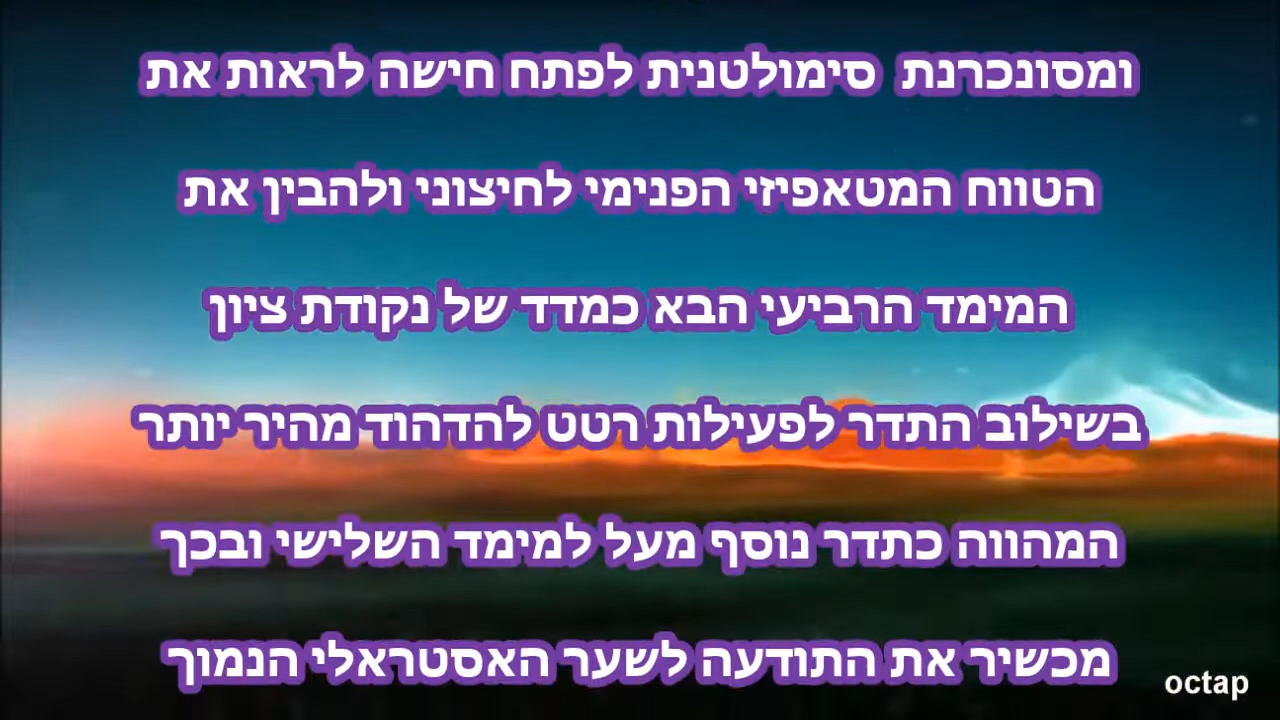 ומסונכרנת  סימולטנית לפתח חישה לראות את
הטווח המטאפיזי הפנימי לחיצוני ולהבין את
המימד הרביעי הבא כמדד של נקודת ציון
בשילוב התדר לפעילות רטט להדהוד מהיר יותר
המהווה כתדר נוסף מעל למימד השלישי ובכך
מכשיר את התודעה לשער האסטראלי הנמוך
octap